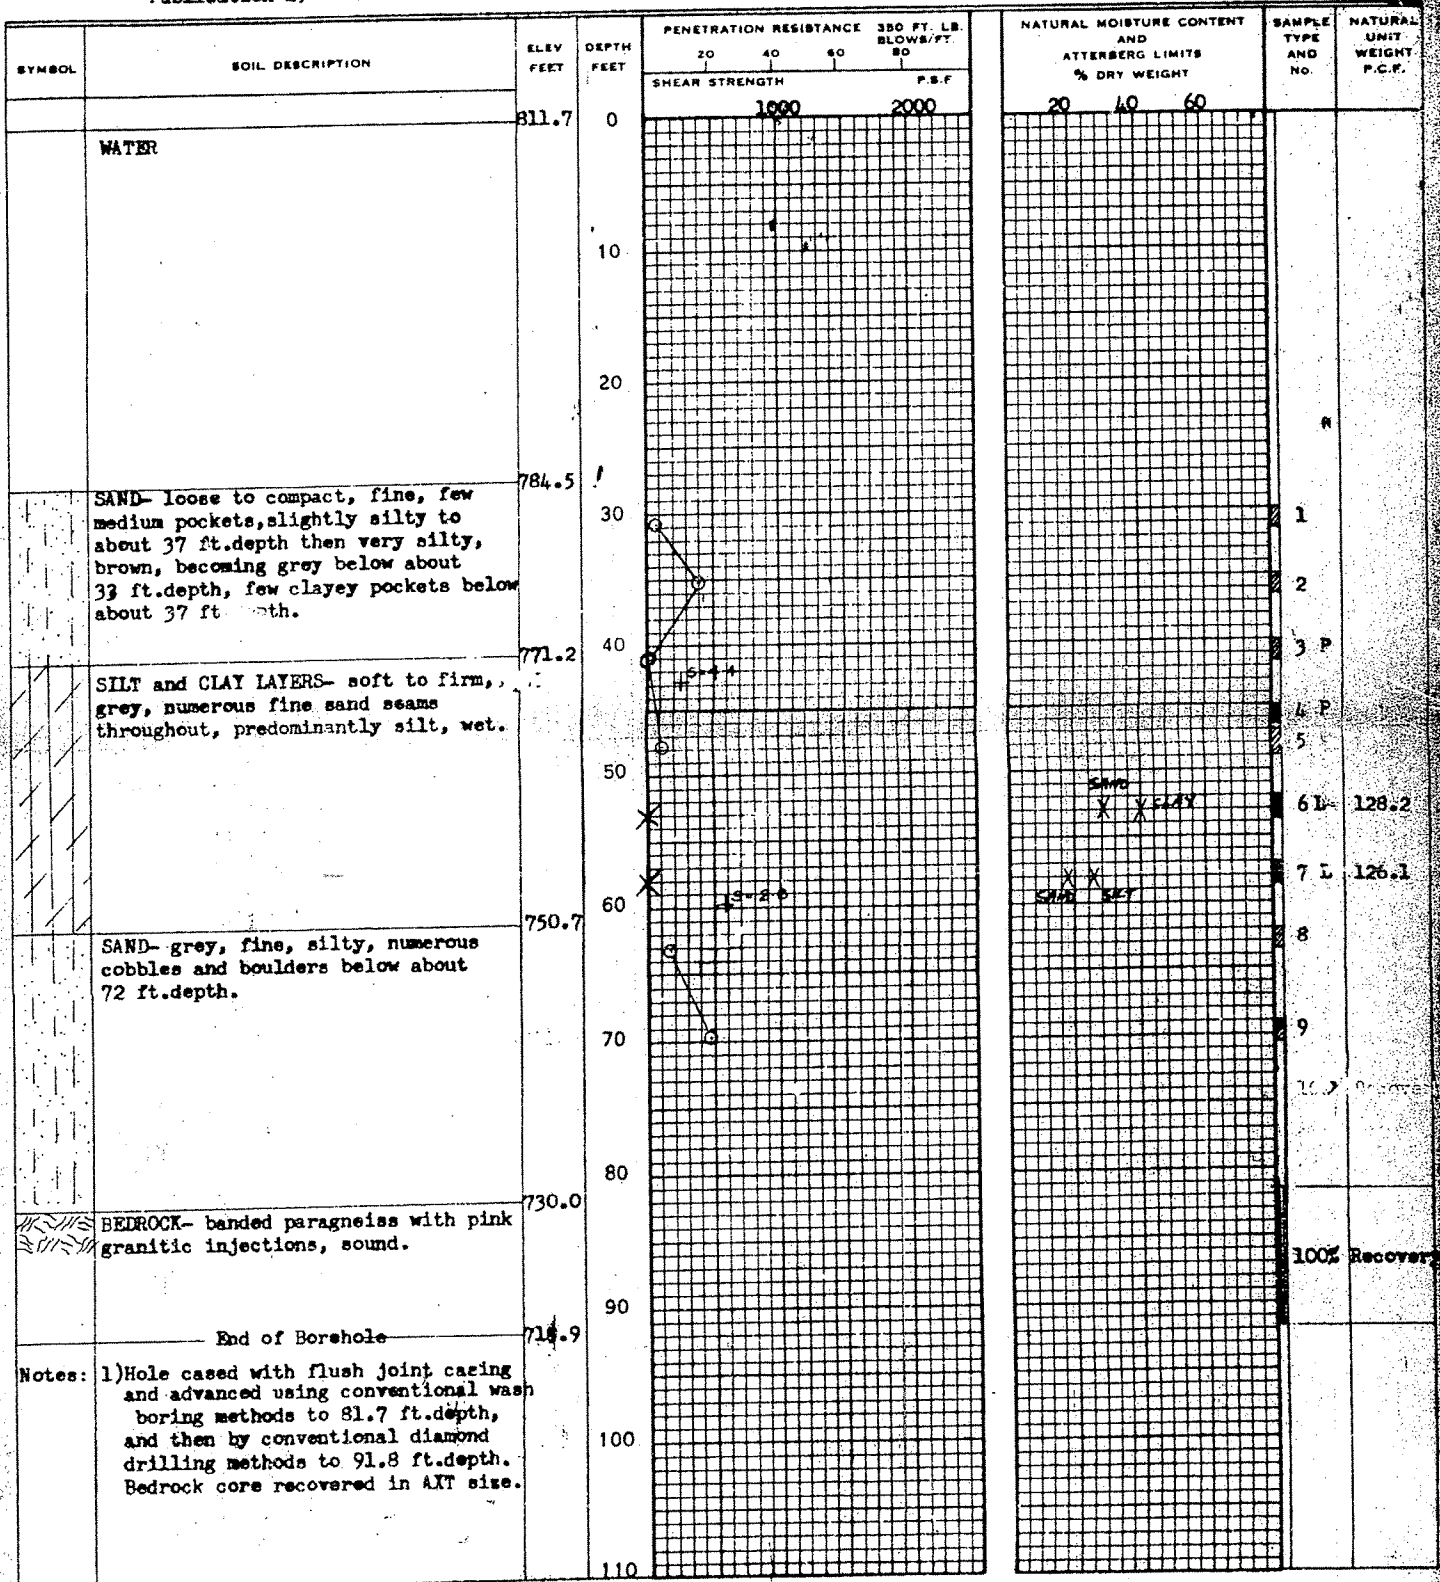 SYMBOL
SOIL DESCRIPTION
ELEV FEET
DEPTH FEET
PENETRATION RESISTANCE 350 FT. LB. BLOWS/FT.
20 40 60 80
SHEAR STRENGTH P.S.F
1000 2000
NATURAL MOISTURE CONTENT
AND
ATTERBERG LIMITS
% DRY WEIGHT
20 40 60
SAMPLE TYPE AND No.
NATURAL UNIT WEIGHT P.C.F.
811.7 0
WATER
10
20
784.5
SAND- loose to compact, fine, few
medium pockets, slightly silty to
about 37 ft.depth then very silty,
brown, becoming grey below about
33 ft.depth, few clayey pockets below
about 37 ft
30 1
2
771.2 40 3 P
SILT and CLAY LAYERS- soft to firm,
grey, numerous fine sand seams
throughout, predominantly silt, wet.
S=4.4
4 P
5
50
SAND CLAY
6 L 128.2
7 L 126.1
SAND SILT
60
750.7
SAND- grey, fine, silty, numerous
cobbles and boulders below about
72 ft.depth.
8
70 9
80
730.0
BEDROCK- banded paragneiss with pink
granitic injections, sound.
100% Recovery
90
End of Borehole
Notes: 1)Hole cased with flush joint casing
and advanced using conventional wash
boring methods to 81.7 ft.depth,
and then by conventional diamond
drilling methods to 91.8 ft.depth.
Bedrock core recovered in AXT size.
100
110